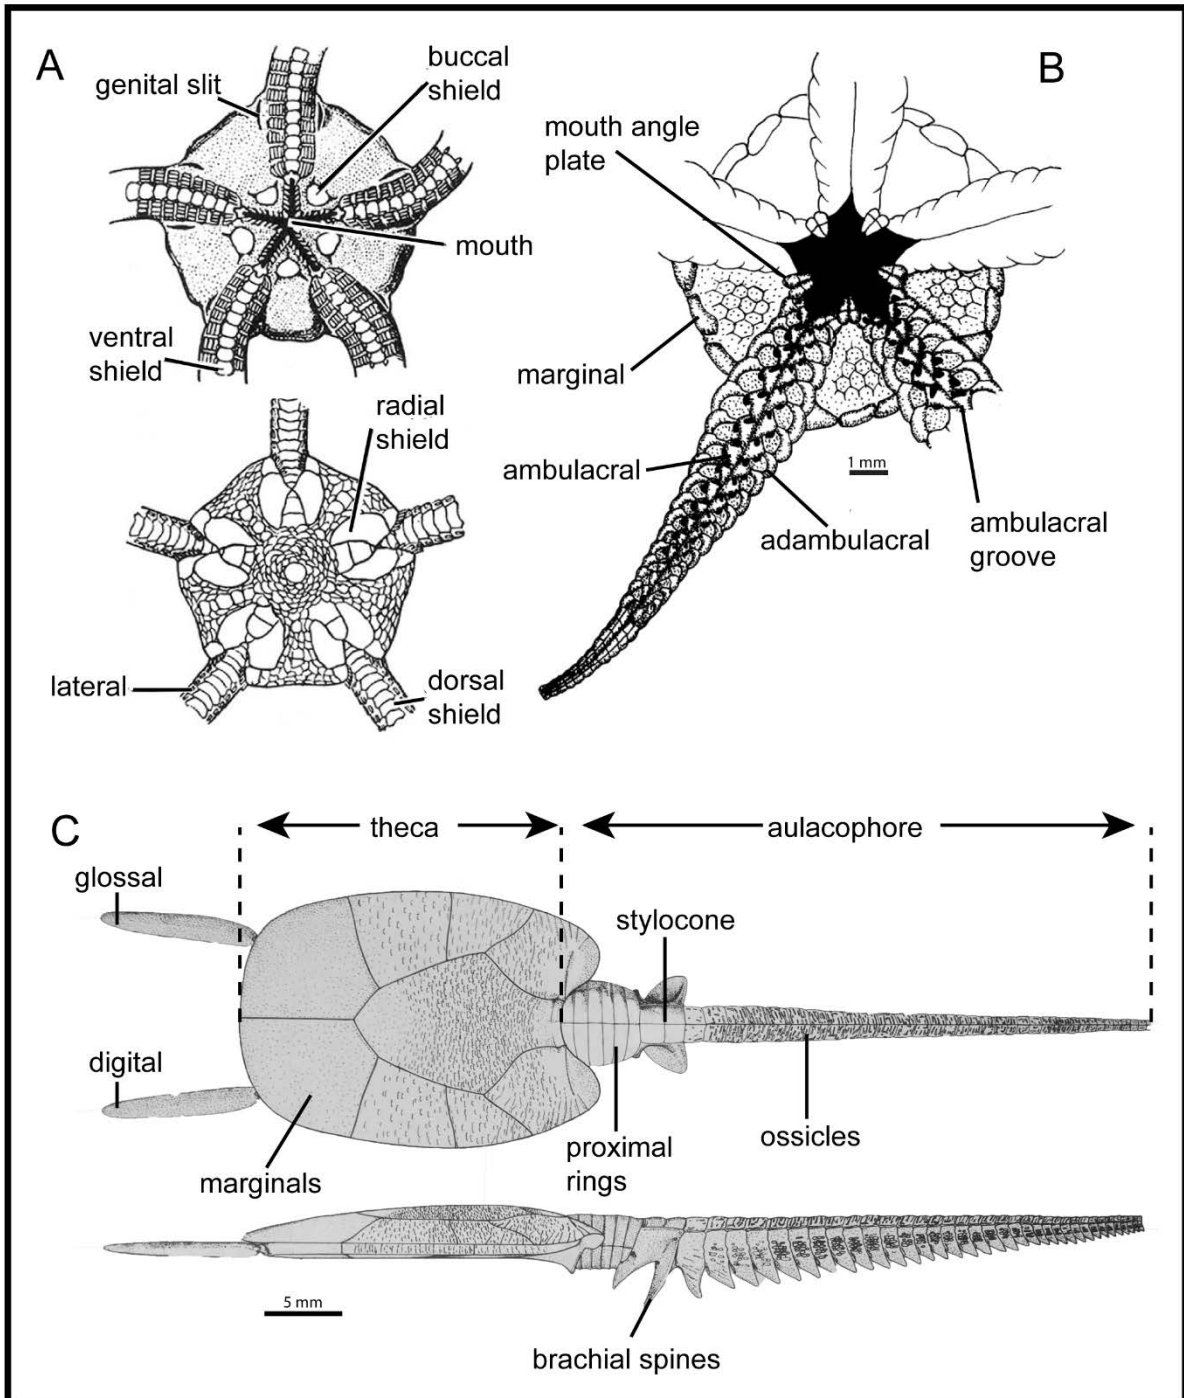 A
genital slit
buccal
shield
mouth
ventral
shield
radial
shield
lateral
dorsal
shield
B
mouth angle
plate
marginal
ambulacral
1 mm
adambulacral
ambulacral
groove
C
theca
aulacophore
glossal
stylocone
digital
marginals
proximal
rings
ossicles
5 mm
brachial spines